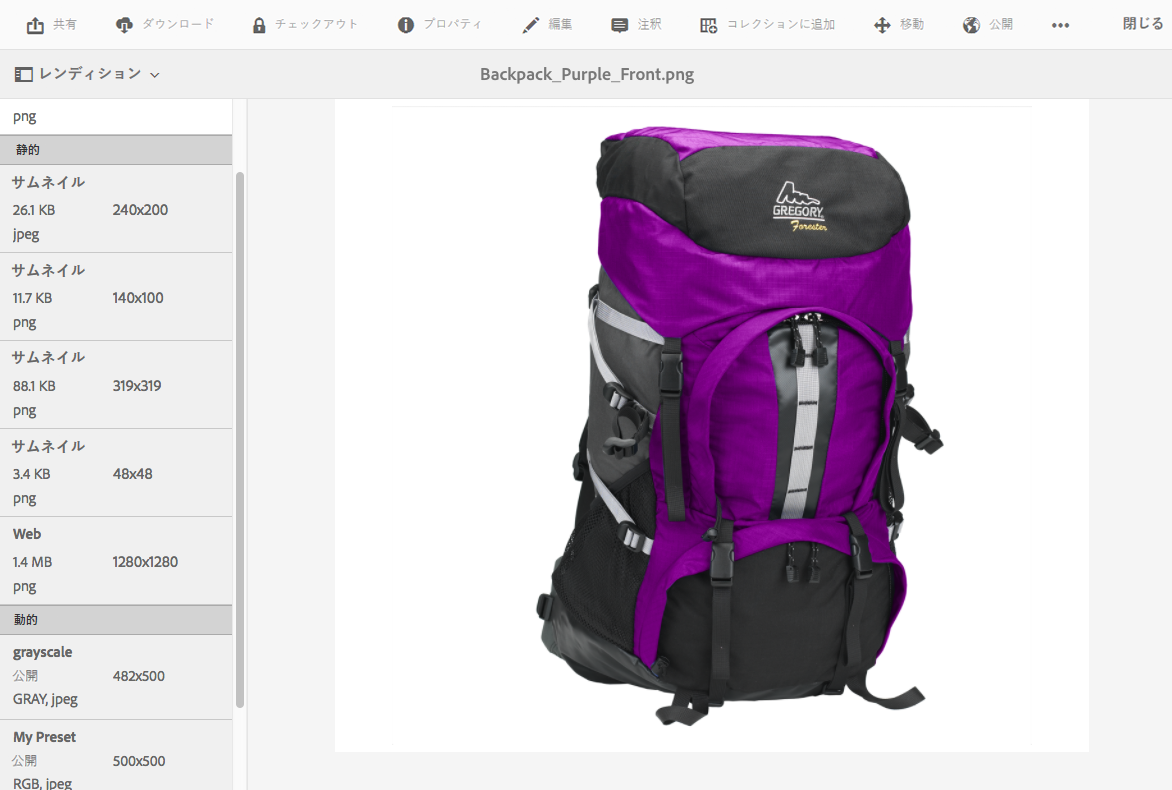 共有 ダウンロード チェックアウト プロパティ 編集 注釈 コレクションに追加 移動 公開 ••• 閉じる
レンディション
Backpack_Purple_Front.png
png
静的
サムネイル
26.1 KB 240x200
jpeg
サムネイル
11.7 KB 140x100
png
サムネイル
88.1 KB 319x319
png
サムネイル
3.4 KB 48x48
png
Web
1.4 MB 1280x1280
png
動的
grayscale
公開 482x500
GRAY, jpeg
My Preset
公開 500x500
RGB, jpeg
GREGORY
Forester